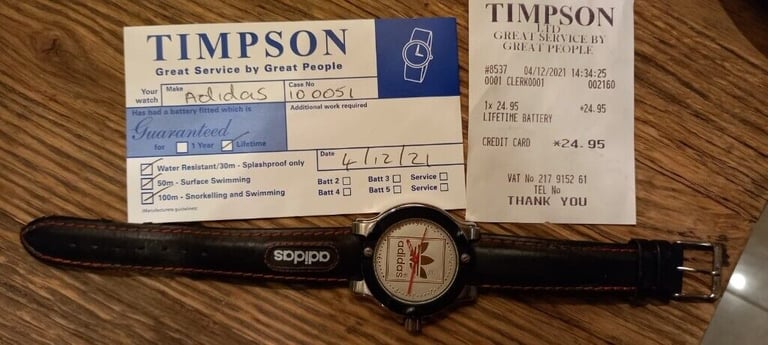 TIMPSON
Great Service by Great People
Your watch
Make
Adidas
Case No
100051
Has had a battery fitted which is
Guaranteed
for 1 Year Lifetime
Additional work required
Water Resistant/30m - Splashproof only
50m - Surface Swimming
100m - Snorkelling and Swimming
(Manufacturers guidelines)
Date
4/12/21
Batt 2 Batt 3 Service
Batt 4 Batt 5 Service
TIMPSON
LTD
GREAT SERVICE BY
GREAT PEOPLE
#8537 04/12/2021 14:34:25
0001 CLERK0001 002160
1x 24.95 *24.95
LIFETIME BATTERY
CREDIT CARD *24.95
VAT No 217 9152 61
TEL No
THANK YOU
adidas
adidas